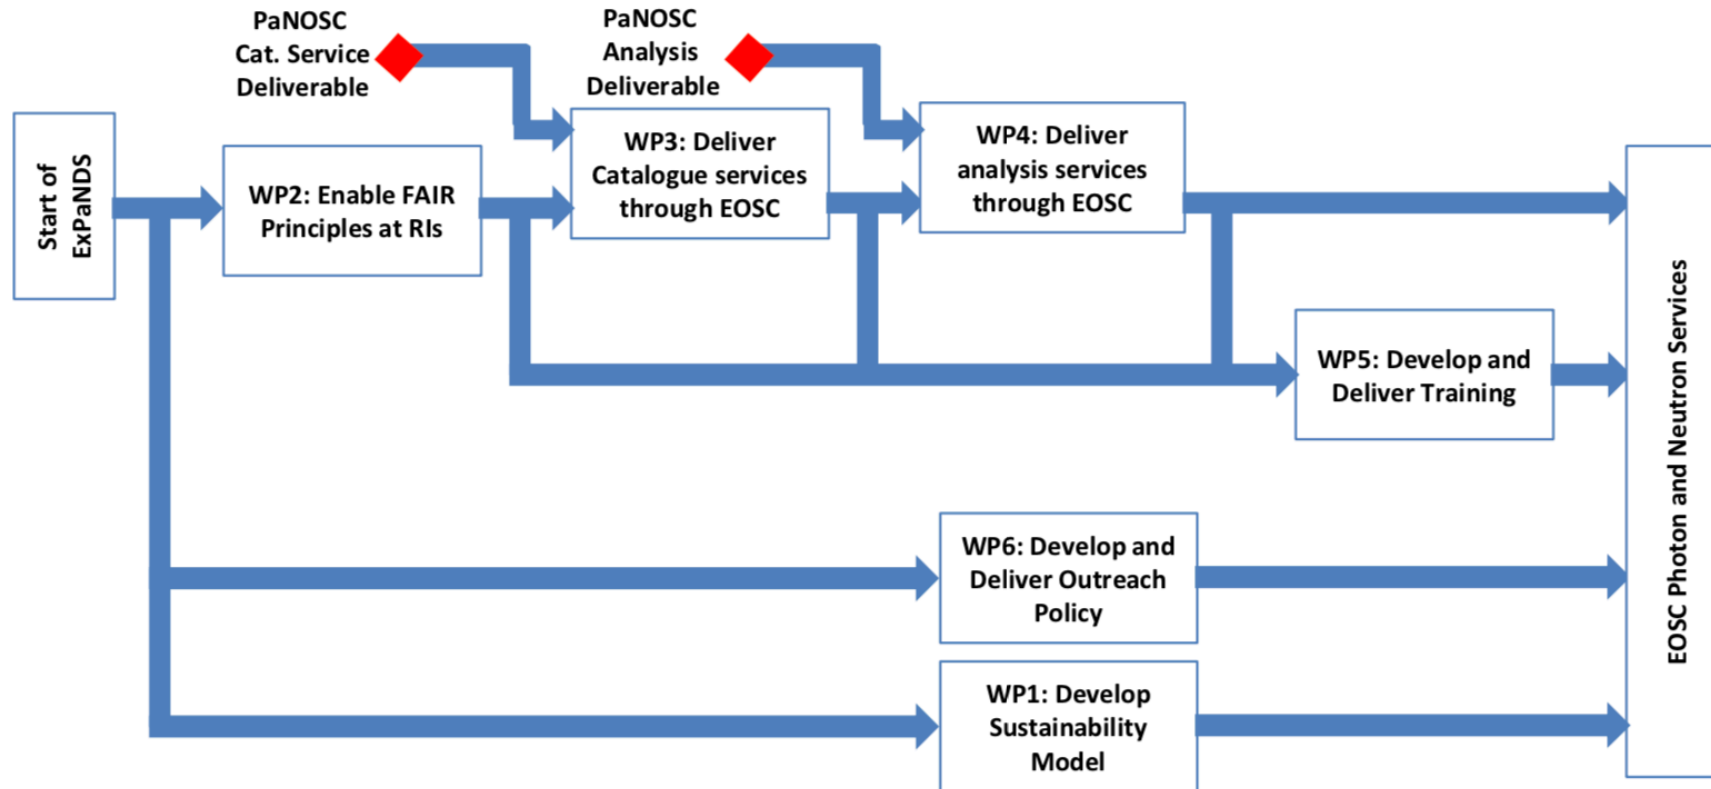 PaNOSC
Cat. Service
Deliverable
PaNOSC
Analysis
Deliverable
Start of
ExPaNDS
WP2: Enable FAIR
Principles at RIs
WP3: Deliver
Catalogue services
through EOSC
WP4: Deliver
analysis services
through EOSC
WP5: Develop and
Deliver Training
WP6: Develop and
Deliver Outreach
Policy
WP1: Develop
Sustainability
Model
EOSC Photon and Neutron Services